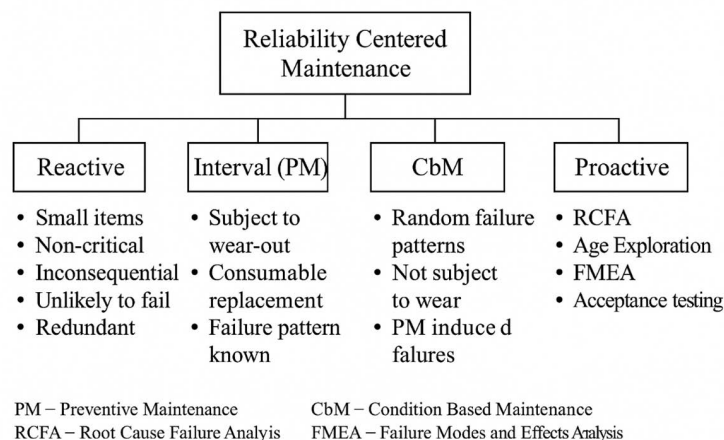 Reliability Centered
Maintenance
Reactive
• Small items
• Non-critical
• Inconsequential
• Unlikely to fail
• Redundant
Interval (PM)
• Subject to
wear-out
• Consumable
replacement
• Failure pattern
known
CbM
• Random failure
patterns
• Not subject
to wear
• PM induce d
falures
Proactive
• RCFA
• Age Exploration
• FMEA
• Acceptance testing
PM – Preventive Maintenance
CbM – Condition Based Maintenance
RCFA – Root Cause Failure Analyis
FMEA – Failure Modes and Effects Analysis